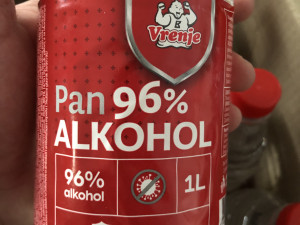 Vrenje
Pan 96%
ALKOHOL
96%
alkohol
1L